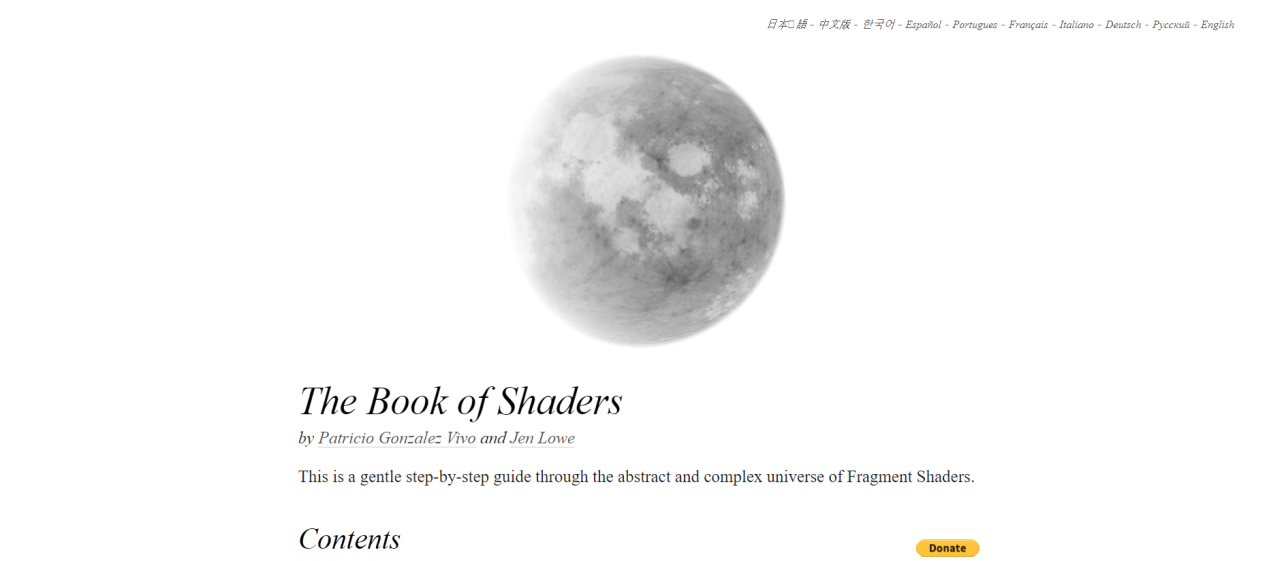 日本語 - 中文版 - 한국어 - Español - Portugues - Français - Italiano - Deutsch - Русский - English
The Book of Shaders
by Patricio Gonzalez Vivo and Jen Lowe
This is a gentle step-by-step guide through the abstract and complex universe of Fragment Shaders.
Contents
Donate